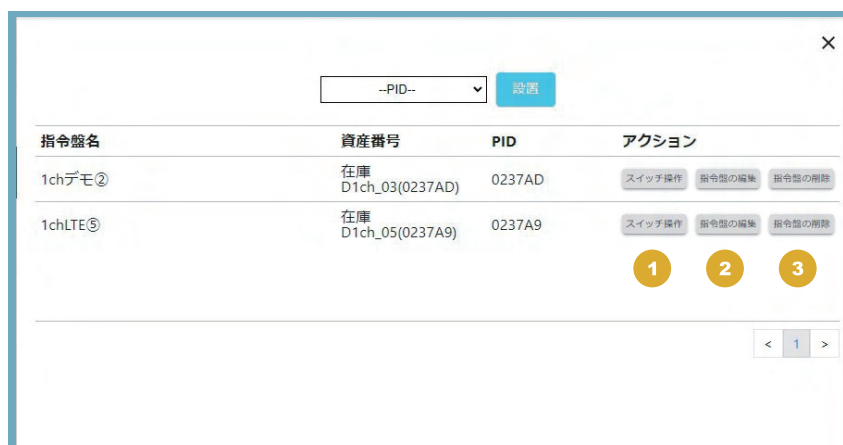 ×
--PID-- 設置
指令盤名 資産番号 PID アクション
1chデモ② 在庫 0237AD スイッチ操作 指令盤の編集 指令盤の削除
D1ch_03(0237AD)
1chLTE⑤ 在庫 0237A9 スイッチ操作 指令盤の編集 指令盤の削除
D1ch_05(0237A9)
1 2 3
< 1 >